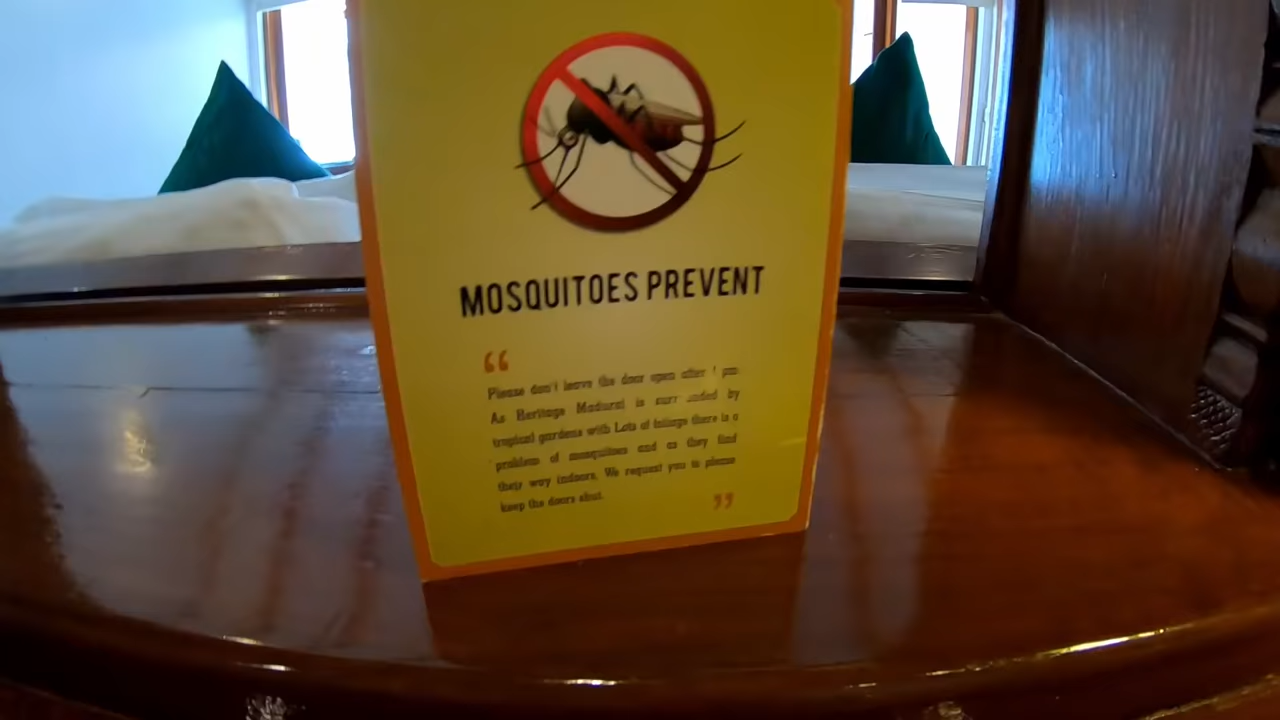 MOSQUITOES PREVENT
“
Please don't leave the door open after pm
As Heritage Madurai is by
tropical gardens with Lots of foliage there is a
problem of mosquitoes and as they find
their way indoors. We request you to please
keep the doors shut.
”